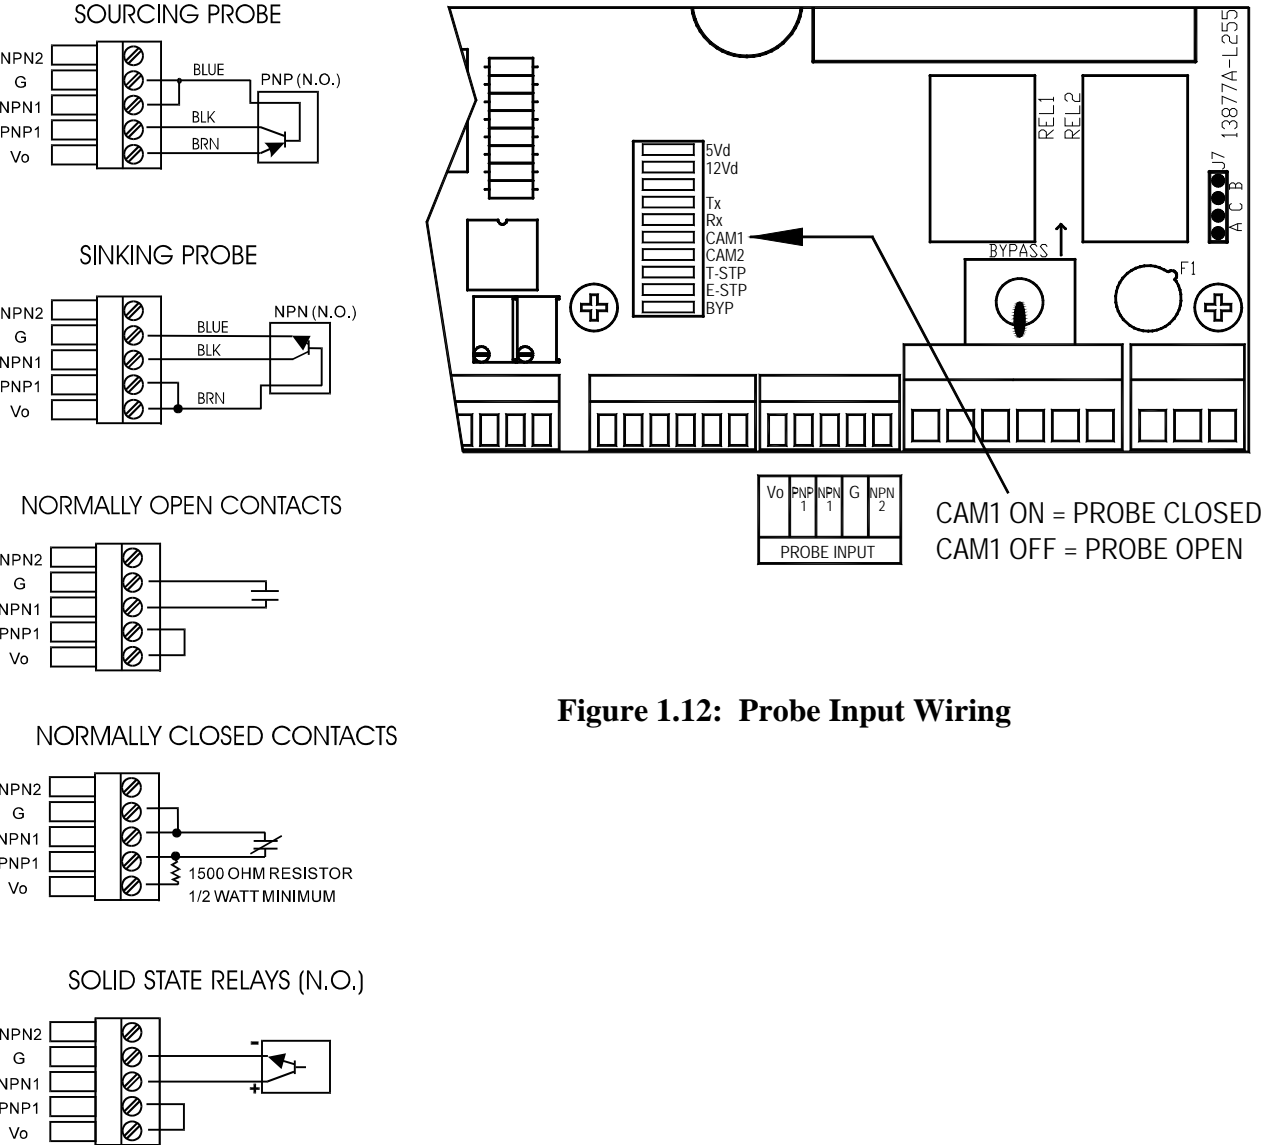 SOURCING PROBE
NPN2
G
NPN1
PNP1
Vo
BLUE
BLK
BRN
PNP (N.O.)
SINKING PROBE
NPN2
G
NPN1
PNP1
Vo
BLUE
BLK
BRN
NPN (N.O.)
NORMALLY OPEN CONTACTS
NPN2
G
NPN1
PNP1
Vo
NORMALLY CLOSED CONTACTS
NPN2
G
NPN1
PNP1
Vo
1500 OHM RESISTOR
1/2 WATT MINIMUM
SOLID STATE RELAYS (N.O.)
NPN2
G
NPN1
PNP1
Vo
-
+
5Vd
12Vd
Tx
Rx
CAM1
CAM2
T-STP
E-STP
BYP
REL1
REL2
13877A-L255
J7
A C B
BYPASS
F1
Vo PNP 1 NPN 1 G NPN 2
PROBE INPUT
CAM1 ON = PROBE CLOSED
CAM1 OFF = PROBE OPEN
Figure 1.12: Probe Input Wiring